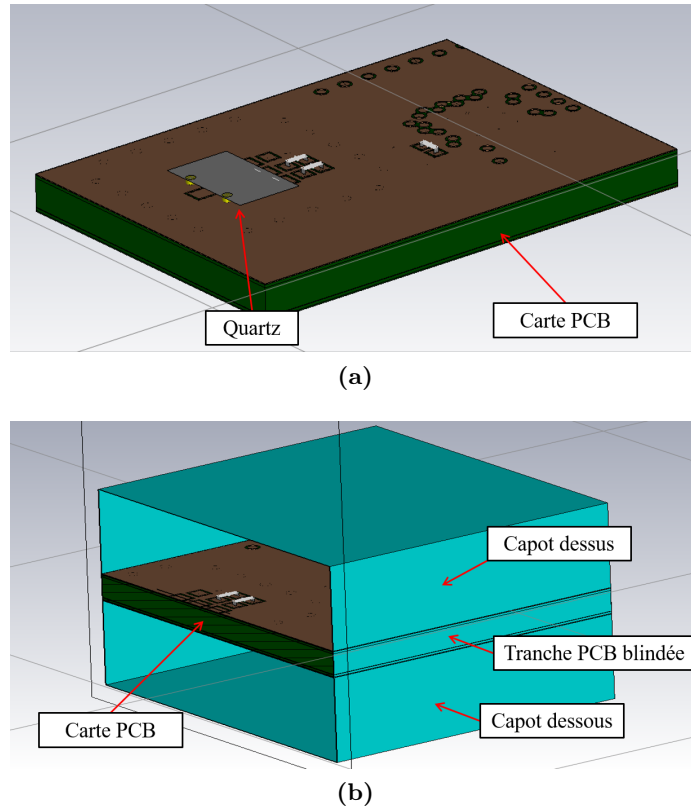 Quartz
Carte PCB
(a)
Capot dessus
Tranche PCB blindée
Carte PCB
Capot dessous
(b)